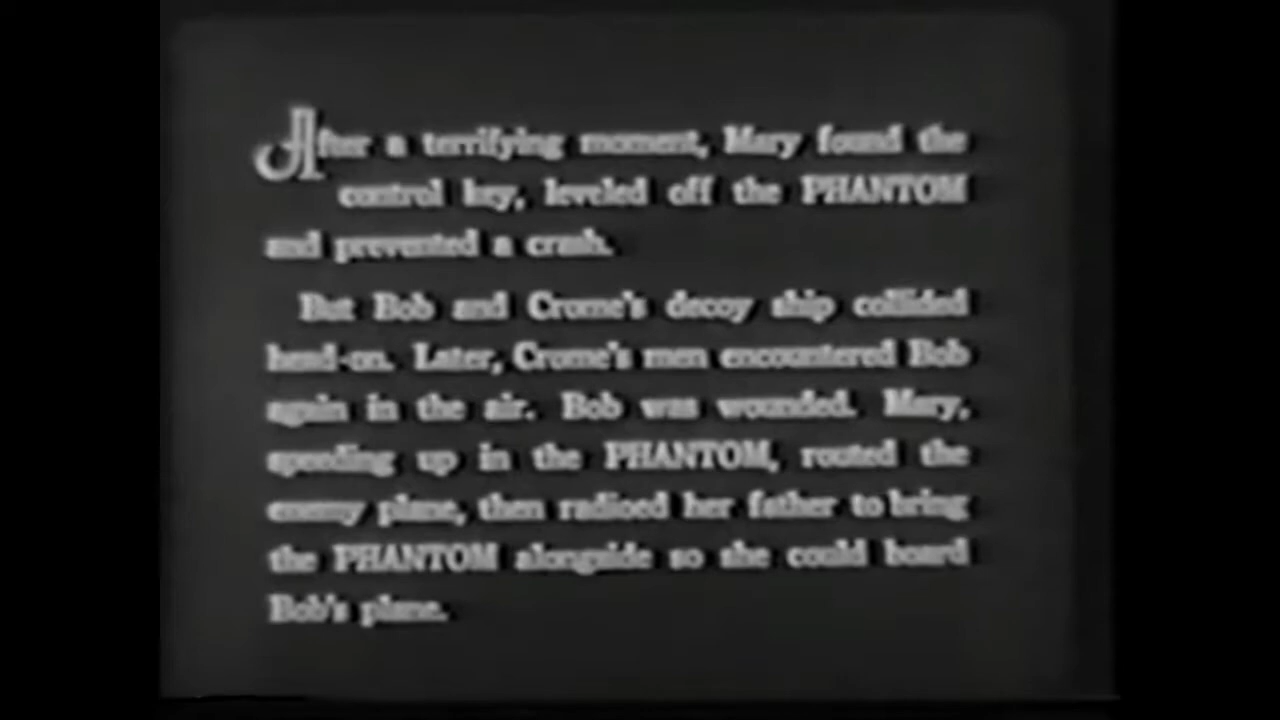 After a terrifying moment, Mary found the
control key, leveled off the PHANTOM
and prevented a crash.
But Bob and Crome's decoy ship collided
head-on. Later, Crome's men encountered Bob
again in the air. Bob was wounded. Mary,
speeding up in the PHANTOM, routed the
enemy plane, then radioed her father to bring
the PHANTOM alongside so she could board
Bob's plane.